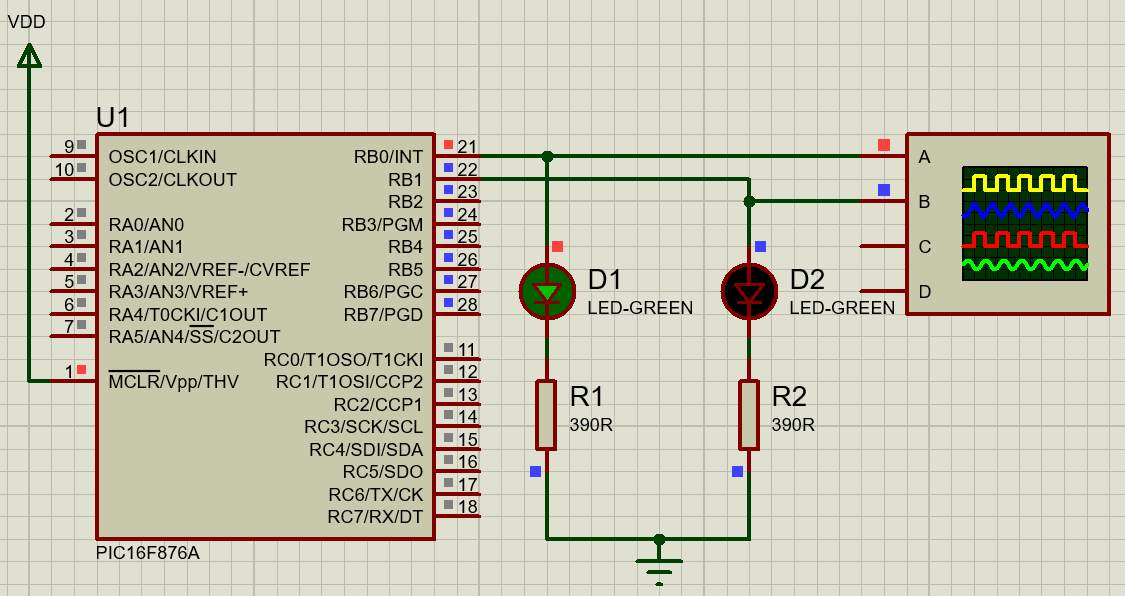 VDD
U1
9 OSC1/CLKIN
10 OSC2/CLKOUT
2 RA0/AN0
3 RA1/AN1
4 RA2/AN2/VREF-/CVREF
5 RA3/AN3/VREF+
6 RA4/T0CKI/C1OUT
7 RA5/AN4/SS/C2OUT
1 MCLR/Vpp/THV
RB0/INT 21
RB1 22
RB2 23
RB3/PGM 24
RB4 25
RB5 26
RB6/PGC 27
RB7/PGD 28
RC0/T1OSO/T1CKI 11
RC1/T1OSI/CCP2 12
RC2/CCP1 13
RC3/SCK/SCL 14
RC4/SDI/SDA 15
RC5/SDO 16
RC6/TX/CK 17
RC7/RX/DT 18
PIC16F876A
D1
LED-GREEN
R1
390R
D2
LED-GREEN
R2
390R
A
B
C
D